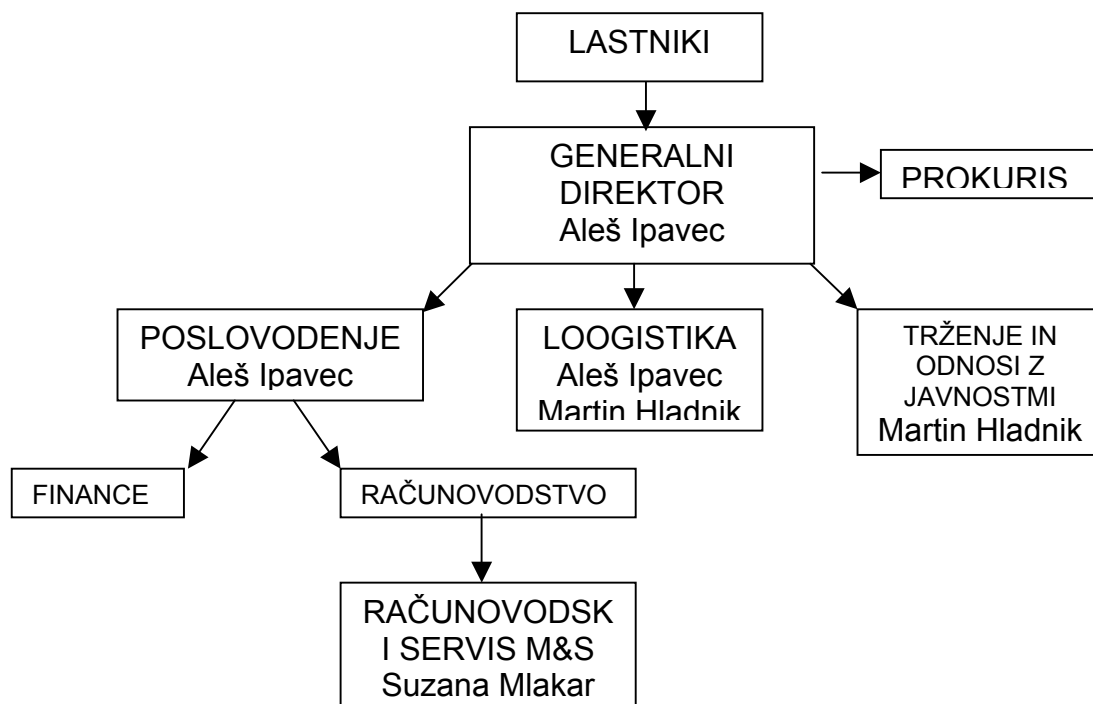 LASTNIKI
GENERALNI
DIREKTOR
Aleš Ipavec
PROKURIS
POSLOVODENJE
Aleš Ipavec
LOOGISTIKA
Aleš Ipavec
Martin Hladnik
TRŽENJE IN
ODNOSI Z
JAVNOSTMI
Martin Hladnik
FINANCE
RAČUNOVODSTVO
RAČUNOVODSK
I SERVIS M&S
Suzana Mlakar